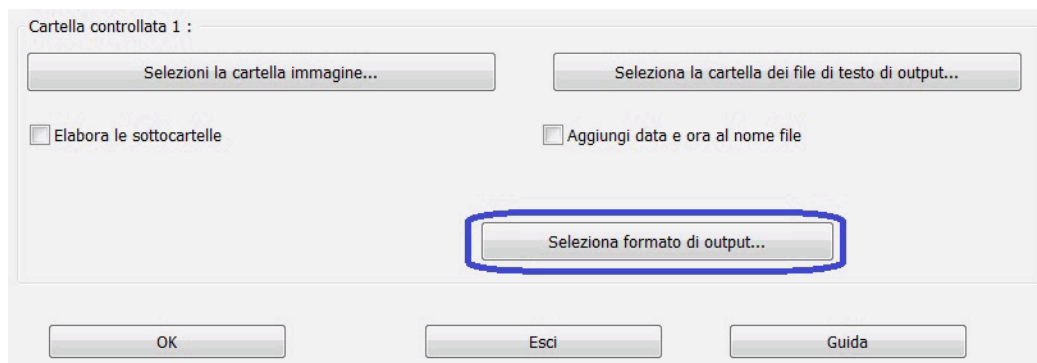 Cartella controllata 1 :
Selezioni la cartella immagine...
Seleziona la cartella dei file di testo di output...
Elabora le sottocartelle
Aggiungi data e ora al nome file
Seleziona formato di output...
OK
Esci
Guida